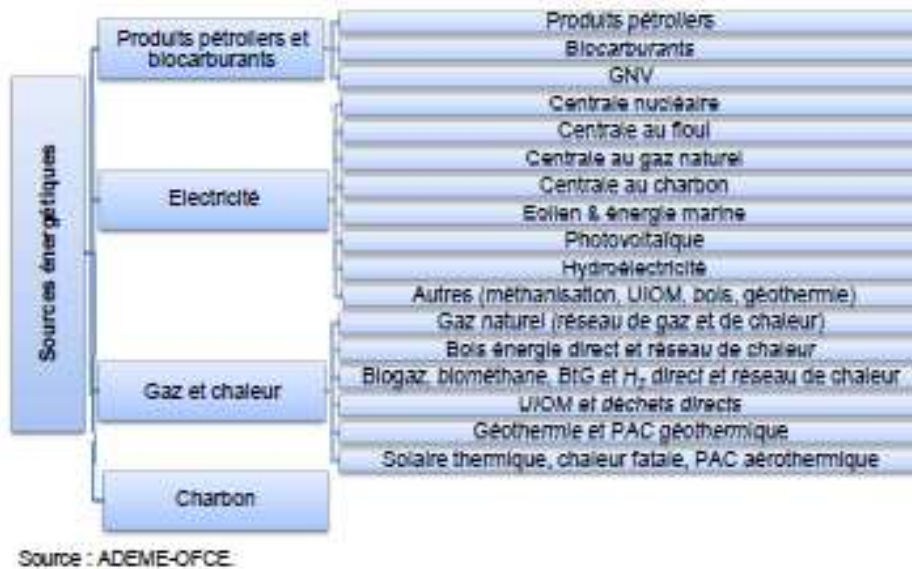 Sources énergétiques
Produits pétroliers et
biocarburants
Produits pétroliers
Biocarburants
GNV
Electricité
Centrale nucléaire
Centrale au fioul
Centrale au gaz naturel
Centrale au charbon
Eolien & énergie marine
Photovoltaïque
Hydroélectricité
Autres (méthanisation, UIOM, bois, géothermie)
Gaz et chaleur
Gaz naturel (réseau de gaz et de chaleur)
Bois énergie direct et réseau de chaleur
Biogaz, biométhane, BtG et H₂ direct et réseau de chaleur
UIOM et déchets directs
Géothermie et PAC géothermique
Solaire thermique, chaleur fatale, PAC aérothermique
Charbon
Source : ADEME-OFCE.